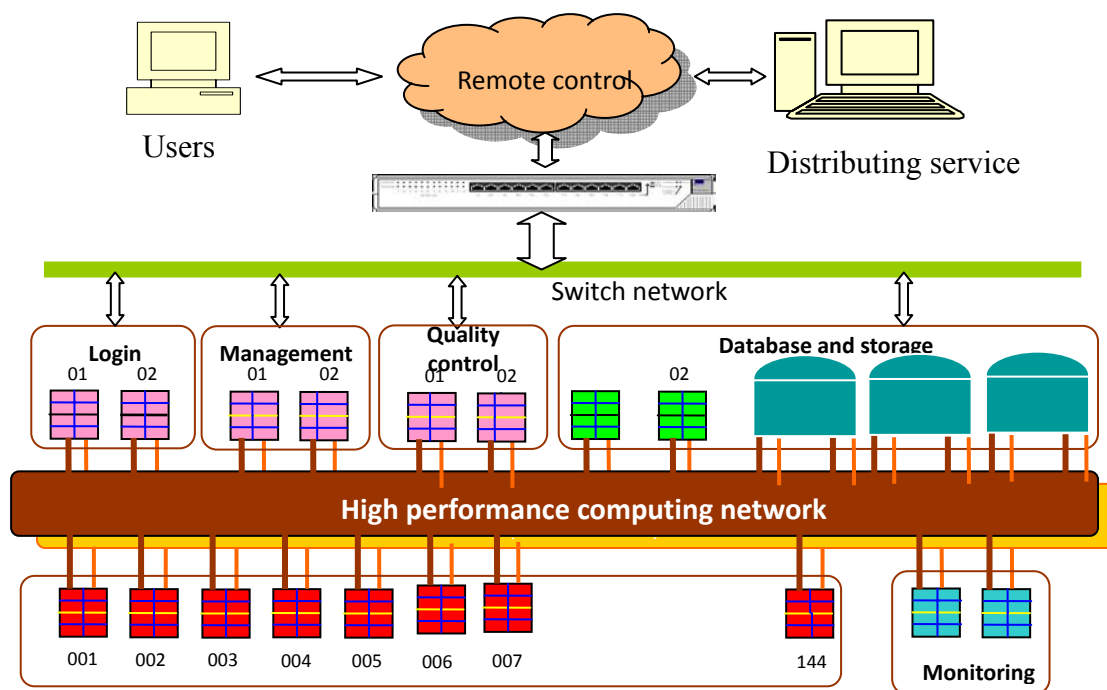 Remote control
Users
Distributing service
Switch network
Login
01 02
Management
01 02
Quality
control
01 02
Database and storage
02
High performance computing network
001 002 003 004 005 006 007 144
Monitoring